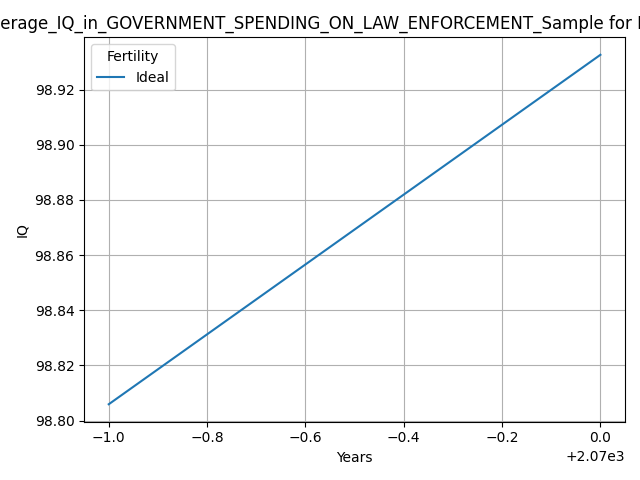 erage_IQ_in_GOVERNMENT_SPENDING_ON_LAW_ENFORCEMENT_Sample for
Fertility
Ideal
98.92
98.90
98.88
98.86
98.84
98.82
98.80
IQ
−1.0 −0.8 −0.6 −0.4 −0.2 0.0
+2.07e3
Years